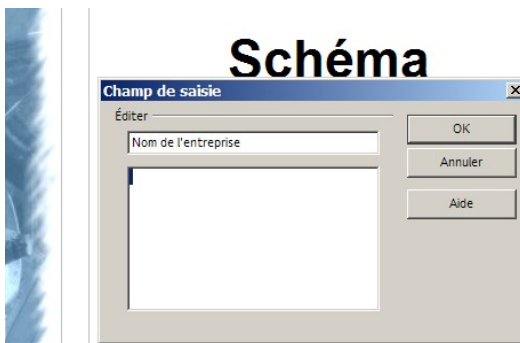 Schéma
Champ de saisie
Éditer
Nom de l'entreprise
OK
Annuler
Aide